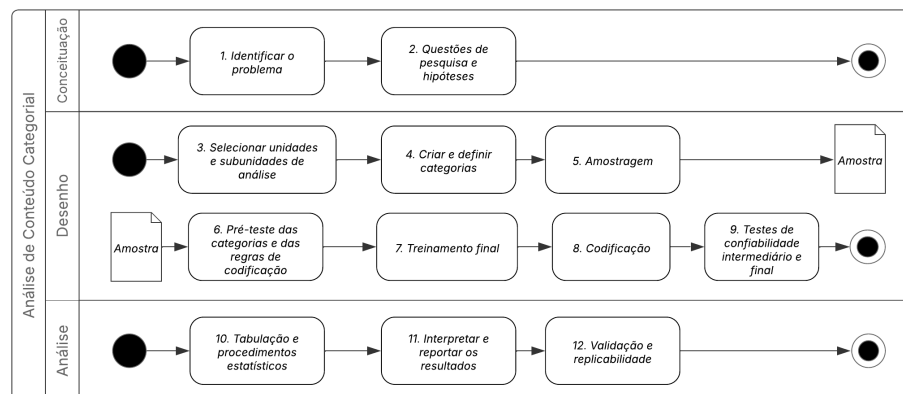 Análise de Conteúdo Categorial
Conceituação
1. Identificar o
problema
2. Questões de
pesquisa e
hipóteses
Desenho
3. Selecionar unidades
e subunidades de
análise
4. Criar e definir
categorias
5. Amostragem
Amostra
Amostra
6. Pré-teste das
categorias e das
regras de
codificação
7. Treinamento final
8. Codificação
9. Testes de
confiabilidade
intermediário e
final
Análise
10. Tabulação e
procedimentos
estatísticos
11. Interpretar e
reportar os
resultados
12. Validação e
replicabilidade